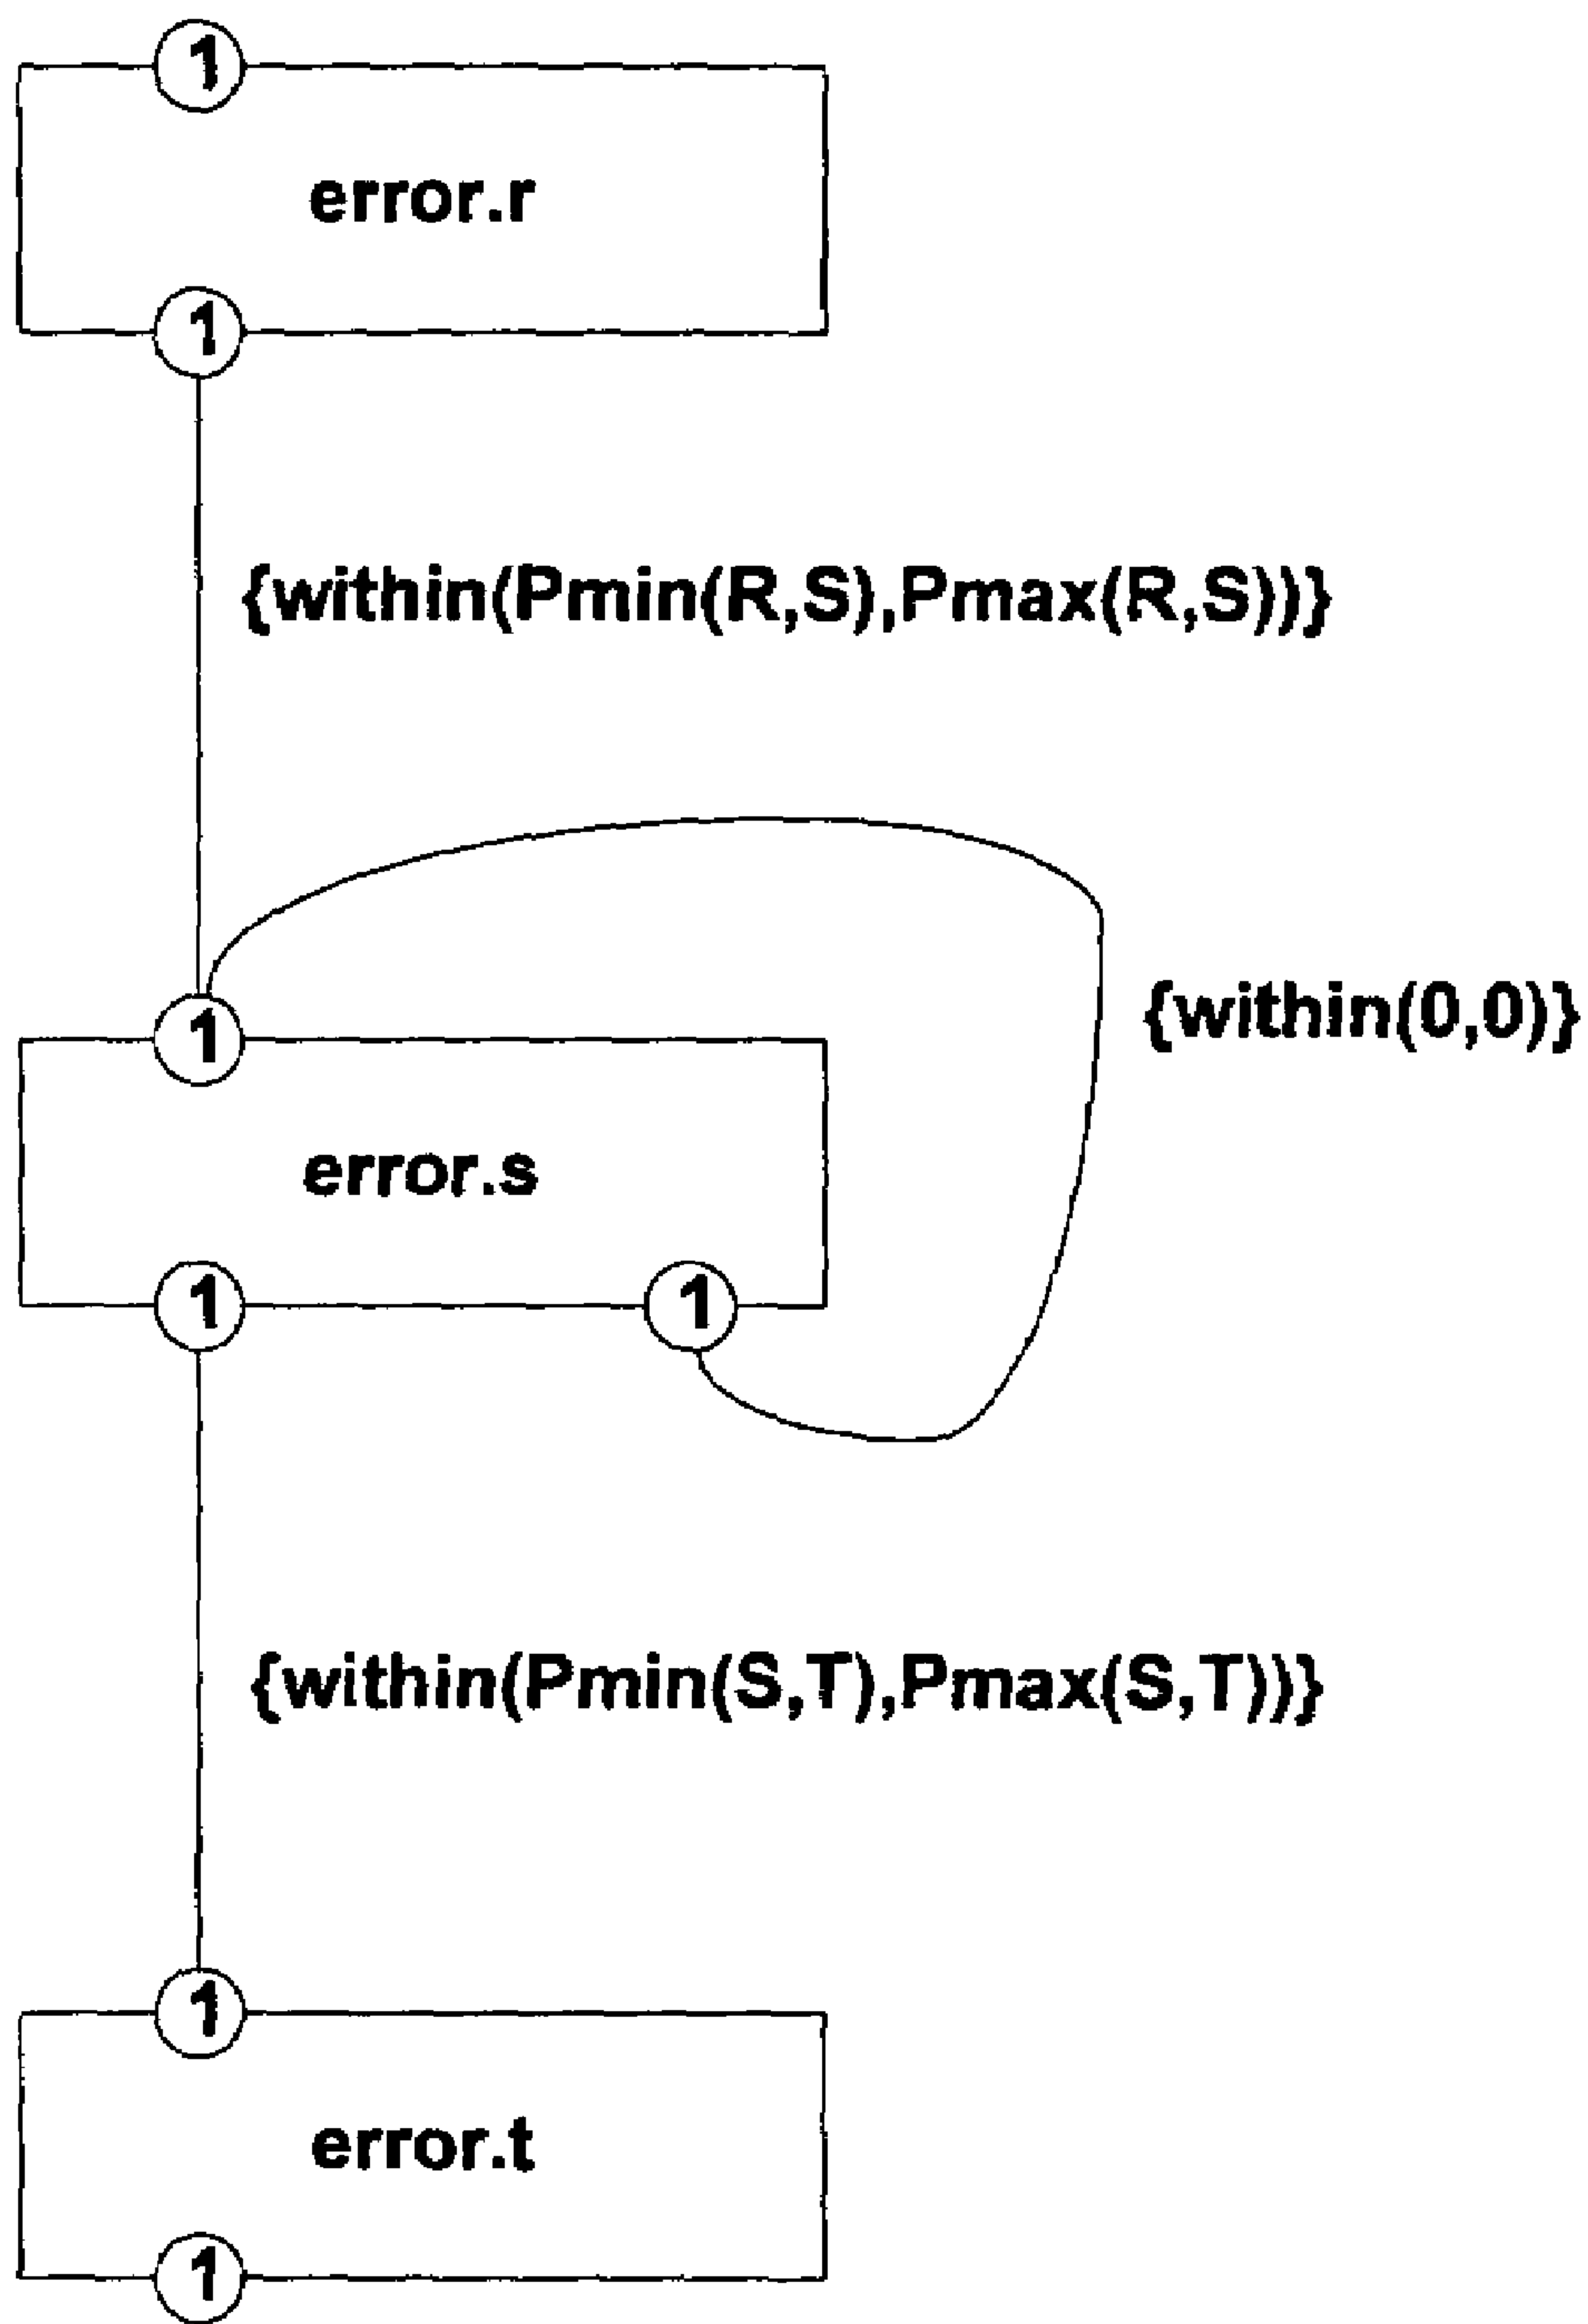 1
error.r
1
{within(Pmin(R,S),Pmax(R,S))}
{within(0,0)}
1
error.s
1 1
{within(Pmin(S,T),Pmax(S,T))}
1
error.t
1